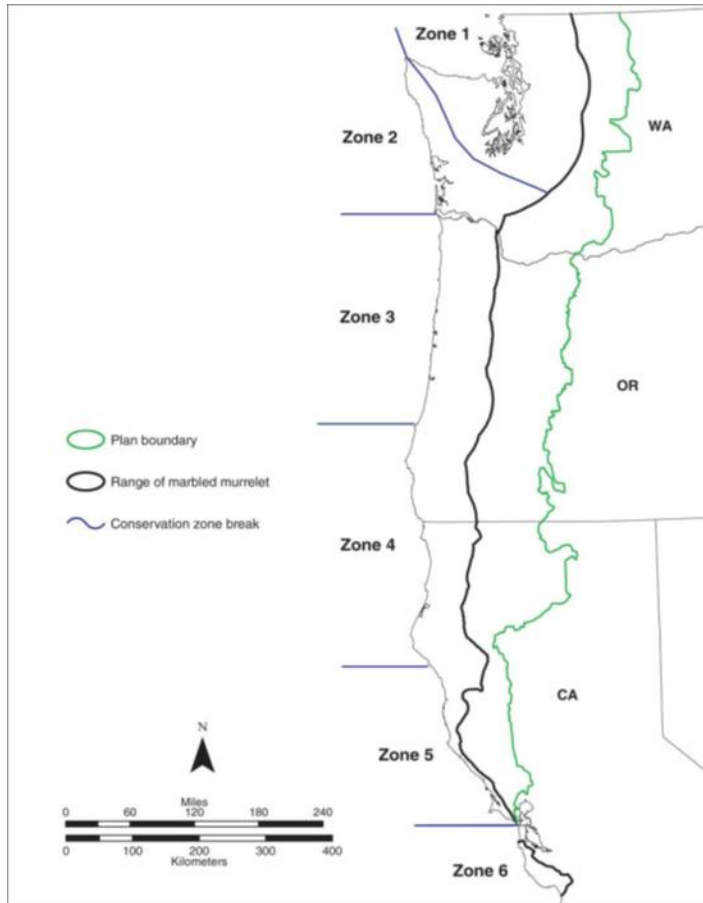 Zone 1
WA
Zone 2
Zone 3
OR
Plan boundary
Range of marbled murrelet
Conservation zone break
Zone 4
CA
N
Zone 5
Miles
0 60 120 180 240
0 100 200 300 400
Kilometers
Zone 6